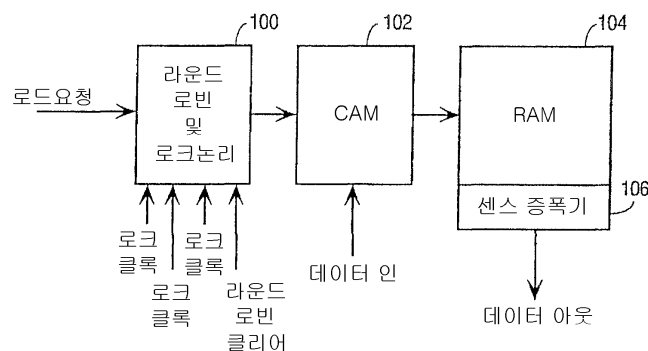 100
102
104
로드요청
라운드
로빈
및
로크논리
CAM
RAM
센스 증폭기
106
로크
클록
로크
클록
로크
클록
라운드
로빈
클리어
데이터 인
데이터 아웃